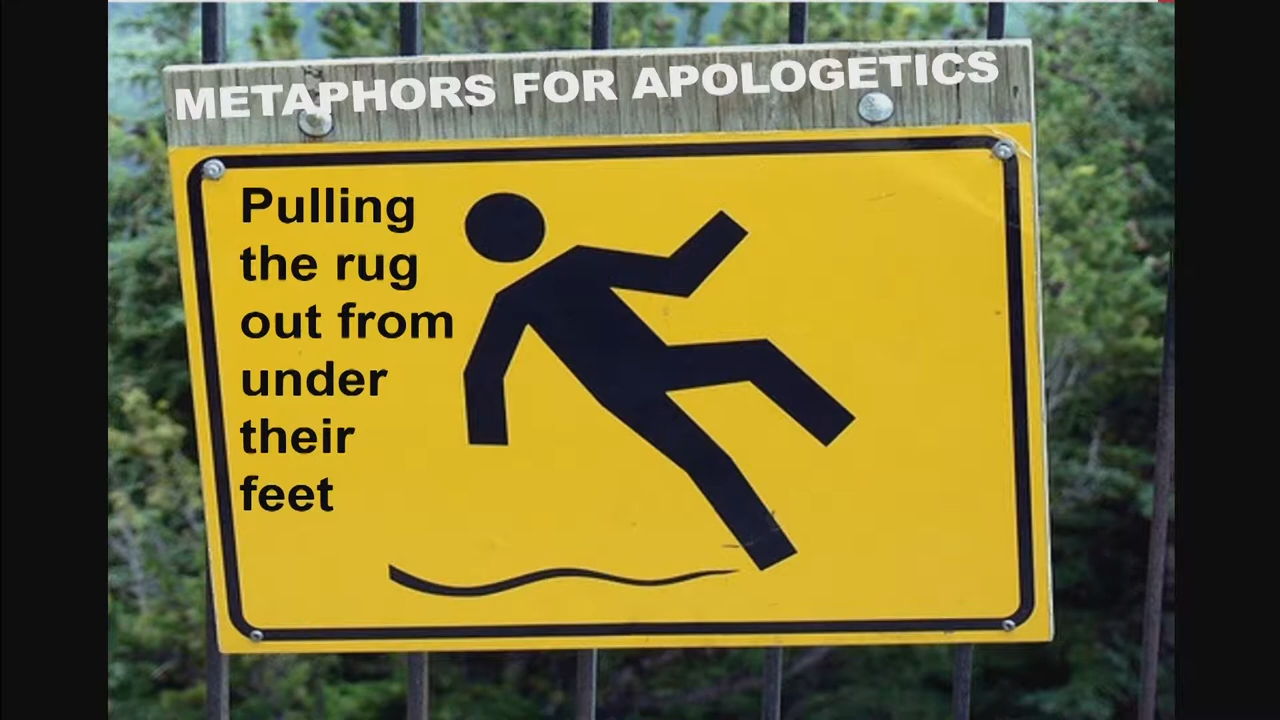 METAPHORS FOR APOLOGETICS
Pulling
the rug
out from
under
their
feet